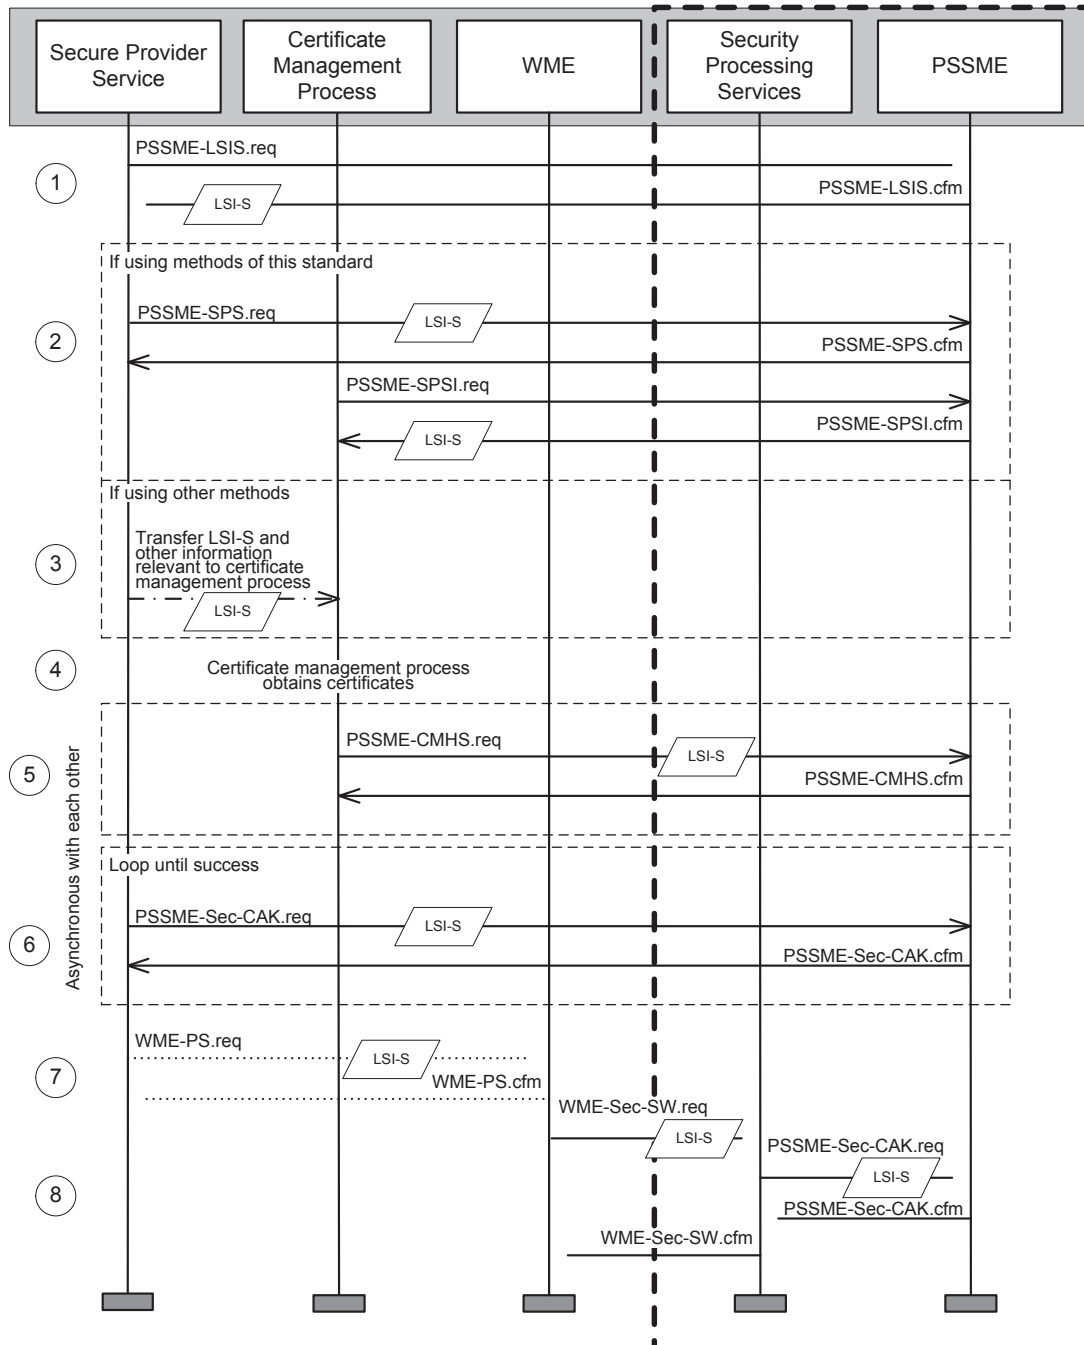 Secure Provider
Service
Certificate
Management
Process
WME
Security
Processing
Services
PSSME
PSSME-LSIS.req
1
PSSME-LSIS.cfm
LSI-S
If using methods of this standard
PSSME-SPS.req
LSI-S
2
PSSME-SPS.cfm
PSSME-SPSI.req
PSSME-SPSI.cfm
LSI-S
If using other methods
Transfer LSI-S and
other information
relevant to certificate
management process
3
LSI-S
4
Certificate management process
obtains certificates
PSSME-CMHS.req
LSI-S
5
PSSME-CMHS.cfm
Asynchronous with each other
Loop until success
PSSME-Sec-CAK.req
LSI-S
6
PSSME-Sec-CAK.cfm
WME-PS.req
LSI-S
7
WME-PS.cfm
WME-Sec-SW.req
LSI-S
PSSME-Sec-CAK.req
LSI-S
8
PSSME-Sec-CAK.cfm
WME-Sec-SW.cfm